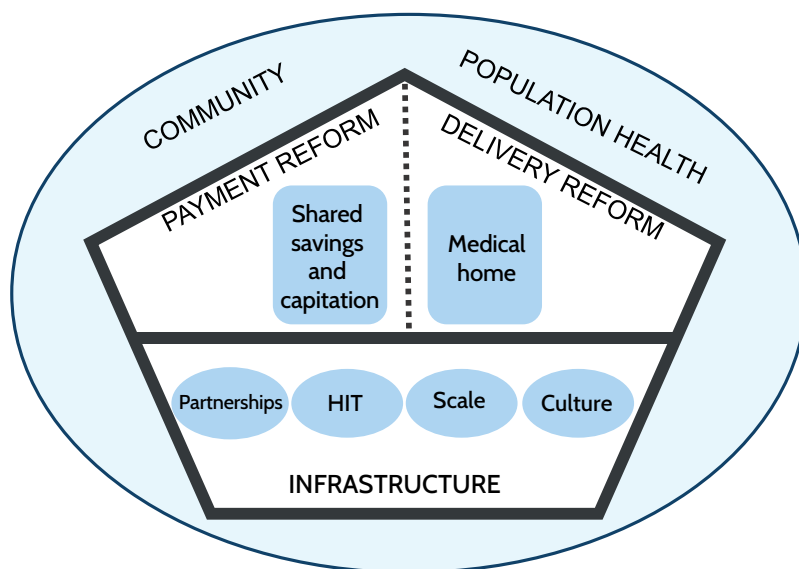 COMMUNITY
POPULATION HEALTH
PAYMENT REFORM
DELIVERY REFORM
Shared
savings
and
capitation
Medical
home
Partnerships
HIT
Scale
Culture
INFRASTRUCTURE